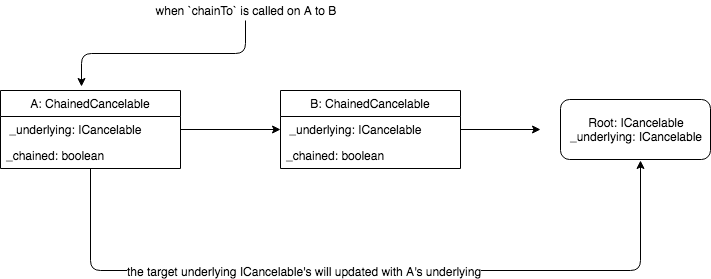 when `chainTo` is called on A to B
A: ChainedCancelable
_underlying: ICancelable
_chained: boolean
B: ChainedCancelable
_underlying: ICancelable
_chained: boolean
Root: ICancelable
_underlying: ICancelable
the target underlying ICancelable's will updated with A's underlying